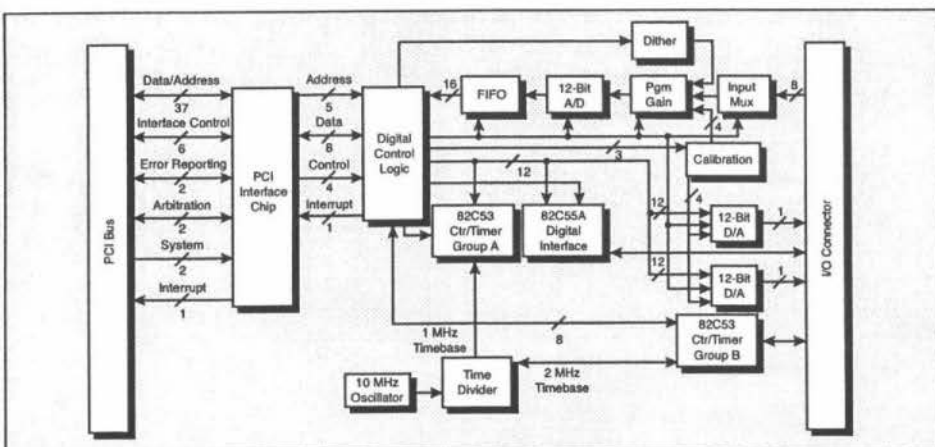 PCI Bus
Data/Address
37
Interface Control
6
Error Reporting
2
Arbitration
2
System
2
Interrupt
1
PCI
Interface
Chip
Address
5
Data
8
Control
4
Interrupt
1
Digital
Control
Logic
Dither
16
FIFO
12-Bit
A/D
Pgm
Gain
Input
Mux
8
4
3
Calibration
12
4
82C53
Ctr/Timer
Group A
82C55A
Digital
Interface
12
12-Bit
D/A
1
12
12-Bit
D/A
1
I/O Connector
8
82C53
Ctr/Timer
Group B
1 MHz
Timebase
2 MHz
Timebase
10 MHz
Oscillator
Time
Divider